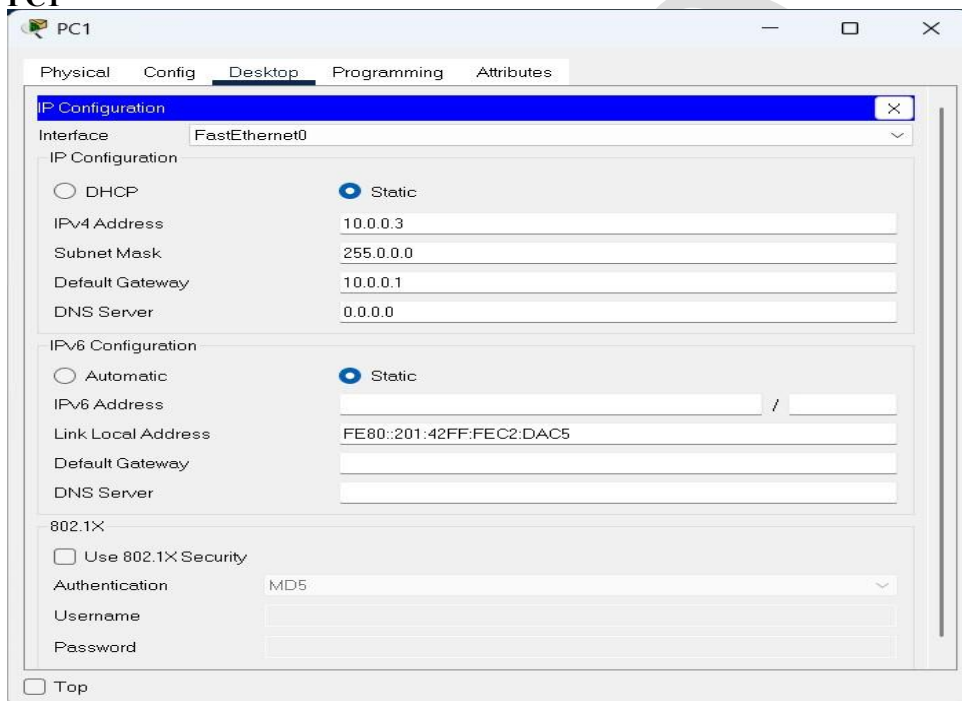 PC1
PC1
Physical Config Desktop Programming Attributes
IP Configuration X
Interface FastEthernet0
IP Configuration
DHCP Static
IPv4 Address 10.0.0.3
Subnet Mask 255.0.0.0
Default Gateway 10.0.0.1
DNS Server 0.0.0.0
IPv6 Configuration
Automatic Static
IPv6 Address /
Link Local Address FE80::201:42FF:FEC2:DAC5
Default Gateway
DNS Server
802.1X
Use 802.1X Security
Authentication MD5
Username
Password
Top